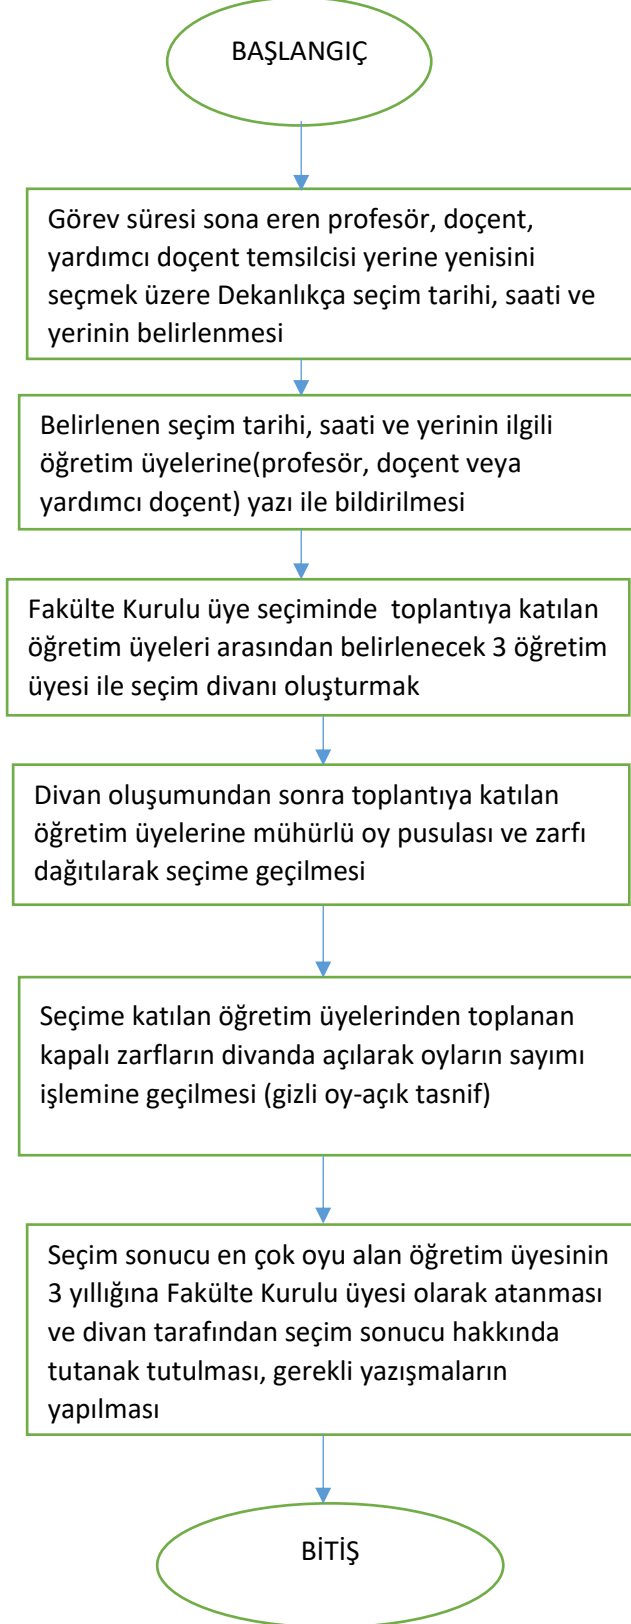 BAŞLANGIÇ
Görev süresi sona eren profesör, doçent,
yardımcı doçent temsilcisi yerine yenisini
seçmek üzere Dekanlıkça seçim tarihi, saati ve
yerinin belirlenmesi
Belirlenen seçim tarihi, saati ve yerinin ilgili
öğretim üyelerine(profesör, doçent veya
yardımcı doçent) yazı ile bildirilmesi
Fakülte Kurulu üye seçiminde toplantıya katılan
öğretim üyeleri arasından belirlenecek 3 öğretim
üyesi ile seçim divanı oluşturmak
Divan oluşumundan sonra toplantıya katılan
öğretim üyelerine mühürlü oy pusulası ve zarfı
dağıtılarak seçime geçilmesi
Seçime katılan öğretim üyelerinden toplanan
kapalı zarfların divanda açılarak oyların sayımı
işlemine geçilmesi (gizli oy-açık tasnif)
Seçim sonucu en çok oyu alan öğretim üyesinin
3 yıllığına Fakülte Kurulu üyesi olarak atanması
ve divan tarafından seçim sonucu hakkında
tutanak tutulması, gerekli yazışmaların
yapılması
BİTİŞ